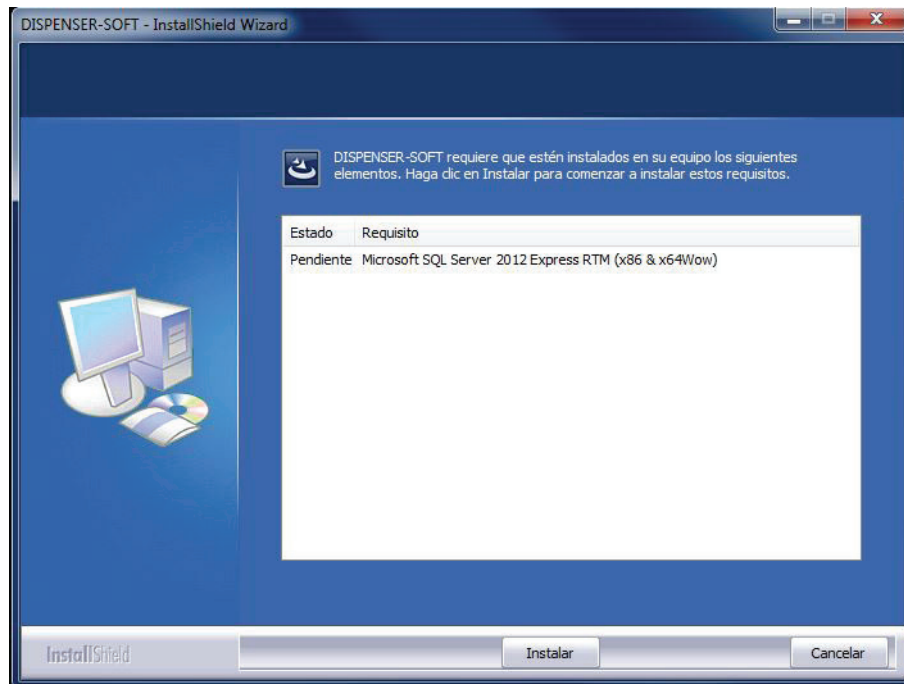 DISPENSER-SOFT - InstallShield Wizard
DISPENSER-SOFT requiere que estén instalados en su equipo los siguientes
elementos. Haga clic en Instalar para comenzar a instalar estos requisitos.
Estado Requisito
Pendiente Microsoft SQL Server 2012 Express RTM (x86 & x64Wow)
InstallShield
Instalar Cancelar